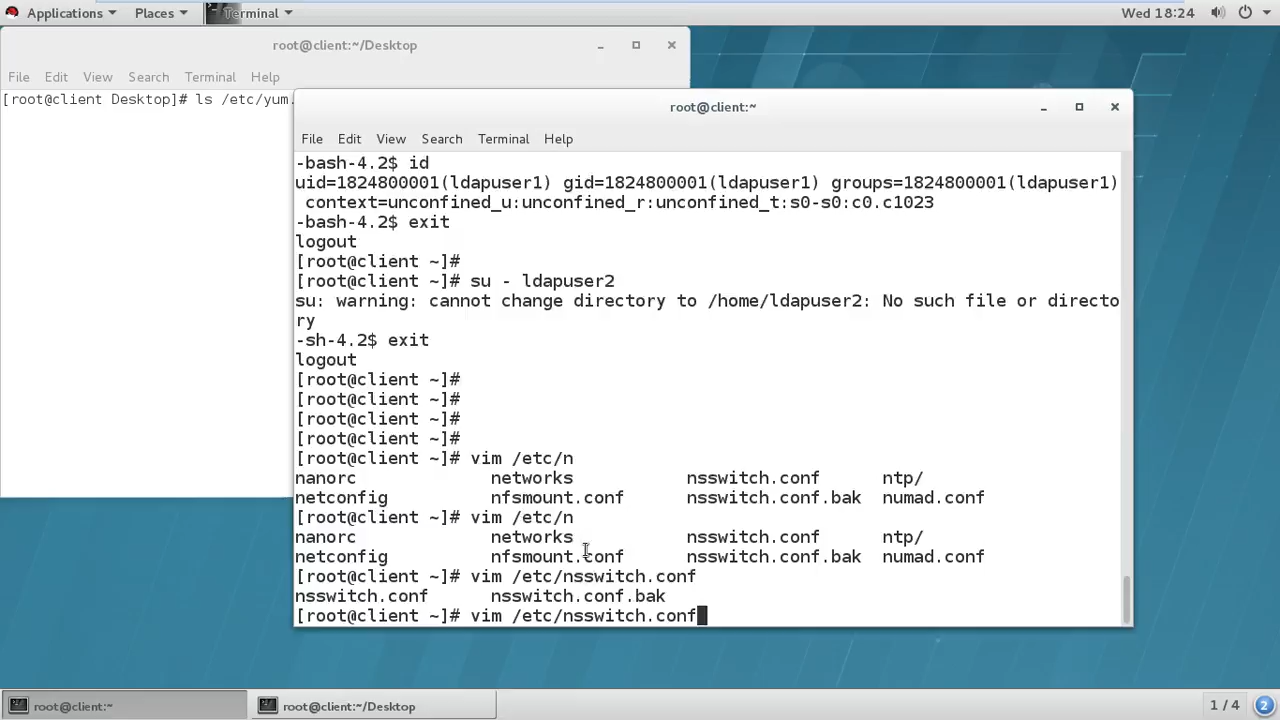 Applications Places Terminal Wed 18:24
root@client:~/Desktop
File Edit View Search Terminal Help
[root@client Desktop]# ls /etc/yum.
root@client:~
File Edit View Search Terminal Help
-bash-4.2$ id
uid=1824800001(ldapuser1) gid=1824800001(ldapuser1) groups=1824800001(ldapuser1)
 context=unconfined_u:unconfined_r:unconfined_t:s0-s0:c0.c1023
-bash-4.2$ exit
logout
[root@client ~]#
[root@client ~]# su - ldapuser2
su: warning: cannot change directory to /home/ldapuser2: No such file or directo
ry
-sh-4.2$ exit
logout
[root@client ~]#
[root@client ~]#
[root@client ~]#
[root@client ~]#
[root@client ~]# vim /etc/n
nanorc networks nsswitch.conf ntp/
netconfig nfsmount.conf nsswitch.conf.bak numad.conf
[root@client ~]# vim /etc/n
nanorc networks nsswitch.conf ntp/
netconfig nfsmount.conf nsswitch.conf.bak numad.conf
[root@client ~]# vim /etc/nsswitch.conf
nsswitch.conf nsswitch.conf.bak
[root@client ~]# vim /etc/nsswitch.conf
root@client:~ root@client:~/Desktop 1 / 4 2